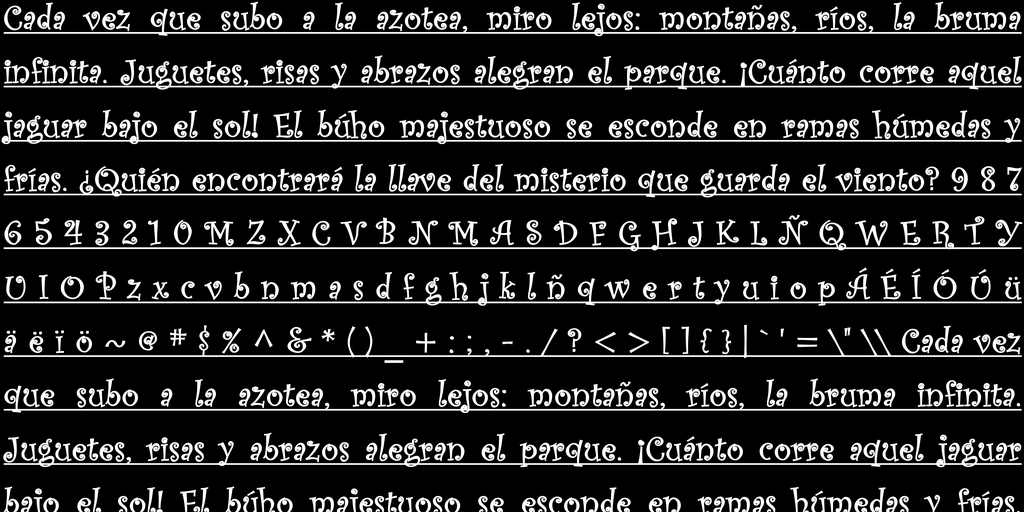 Cada vez que subo a la azotea, miro lejos: montañas, ríos, la bruma
infinita. Juguetes, risas y abrazos alegran el parque. ¡Cuánto corre aquel
jaguar bajo el sol! El búho majestuoso se esconde en ramas húmedas y
frías. ¿Quién encontrará la llave del misterio que guarda el viento? 9 8 7
6 5 4 3 2 1 0 M Z X C V B N M A S D F G H J K L Ñ Q W E R T Y
U I O P z x c v b n m a s d f g h j k l ñ q w e r t y u i o p Á É Í Ó Ú ü
ä ë ï ö ~ @ # $ % ^ & * ( ) _ + : ; , - . / ? < > [ ] { } | ` ' = \" \\ Cada vez
que subo a la azotea, miro lejos: montañas, ríos, la bruma infinita.
Juguetes, risas y abrazos alegran el parque. ¡Cuánto corre aquel jaguar
bajo el sol! El búho majestuoso se esconde en ramas húmedas y frías.